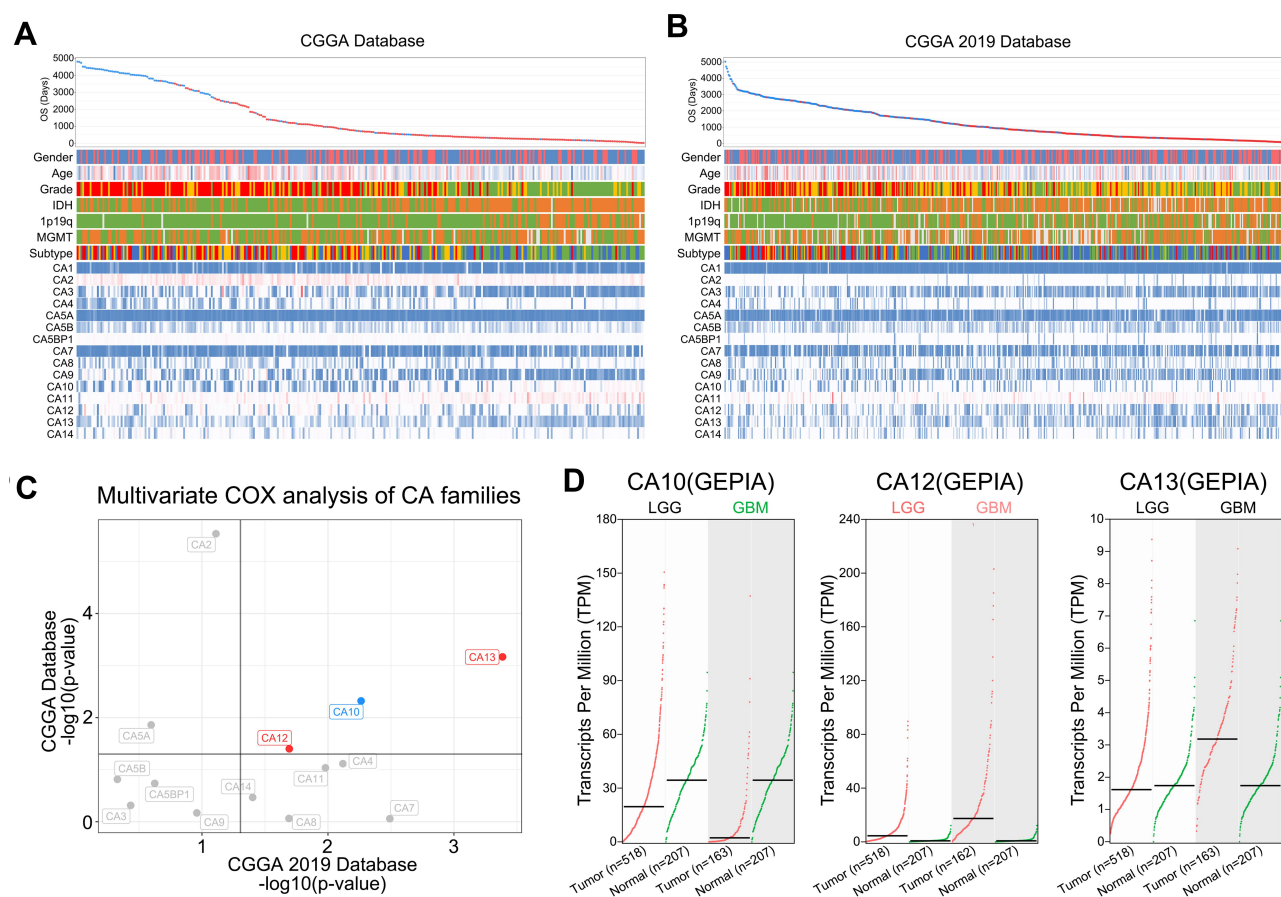 A
CGGA Database
OS (Days)
5000
4000
3000
2000
1000
0
Gender
Age
Grade
IDH
1p19q
MGMT
Subtype
CA1
CA2
CA3
CA4
CA5A
CA5B
CA5BP1
CA7
CA8
CA9
CA10
CA11
CA12
CA13
CA14
B
CGGA 2019 Database
OS (Days)
5000
4000
3000
2000
1000
0
Gender
Age
Grade
IDH
1p19q
MGMT
Subtype
CA1
CA2
CA3
CA4
CA5A
CA5B
CA5BP1
CA7
CA8
CA9
CA10
CA11
CA12
CA13
CA14
C
Multivariate COX analysis of CA families
CGGA Database
-log10(p-value)
4
2
0
CA2
CA13
CA10
CA12
CA5A
CA4
CA11
CA5B
CA5BP1
CA14
CA3
CA9
CA8
CA7
1 2 3
CGGA 2019 Database
-log10(p-value)
D
CA10(GEPIA)
LGG GBM
Transcripts Per Million (TPM)
180
150
120
90
60
30
0
Tumor (n=518)
Normal (n=207)
Tumor (n=163)
Normal (n=207)
CA12(GEPIA)
LGG GBM
Transcripts Per Million (TPM)
240
200
160
120
80
40
0
Tumor (n=518)
Normal (n=207)
Tumor (n=162)
Normal (n=207)
CA13(GEPIA)
LGG GBM
Transcripts Per Million (TPM)
10
9
8
7
6
5
4
3
2
1
0
Tumor (n=518)
Normal (n=207)
Tumor (n=163)
Normal (n=207)